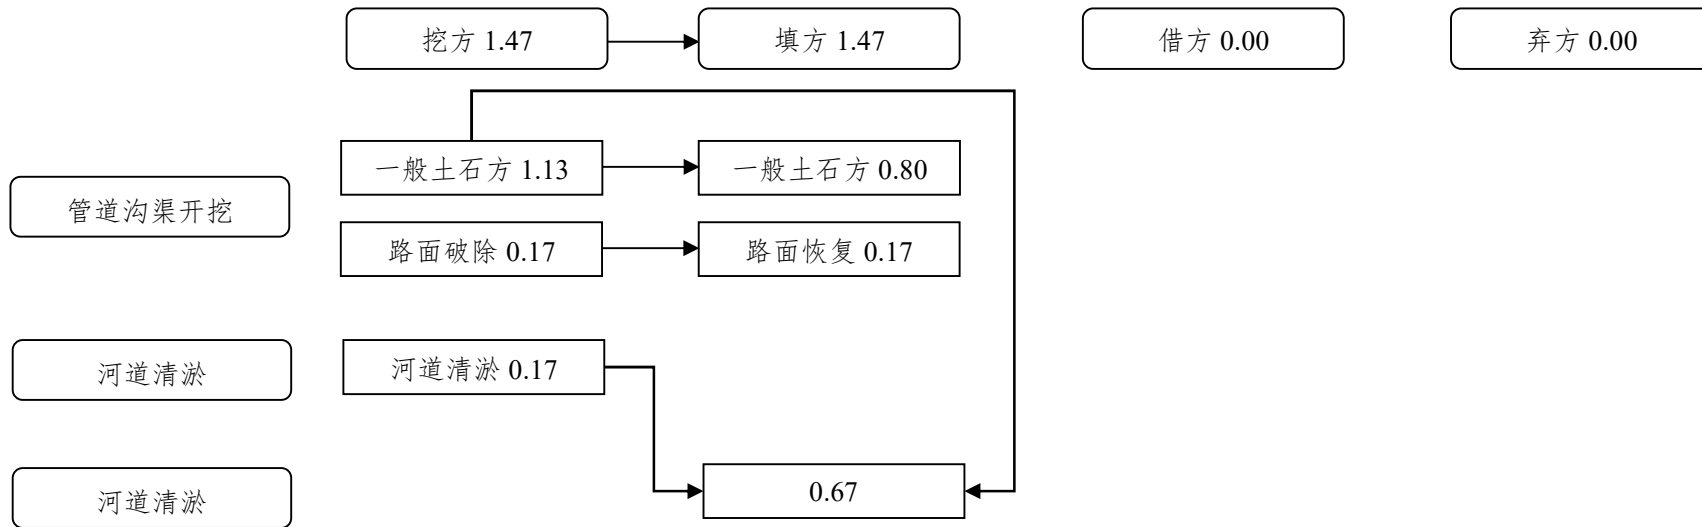 挖方 1.47
填方 1.47
借方 0.00
弃方 0.00
一般土石方 1.13
一般土石方 0.80
管道沟渠开挖
路面破除 0.17
路面恢复 0.17
河道清淤
河道清淤 0.17
河道清淤
0.67